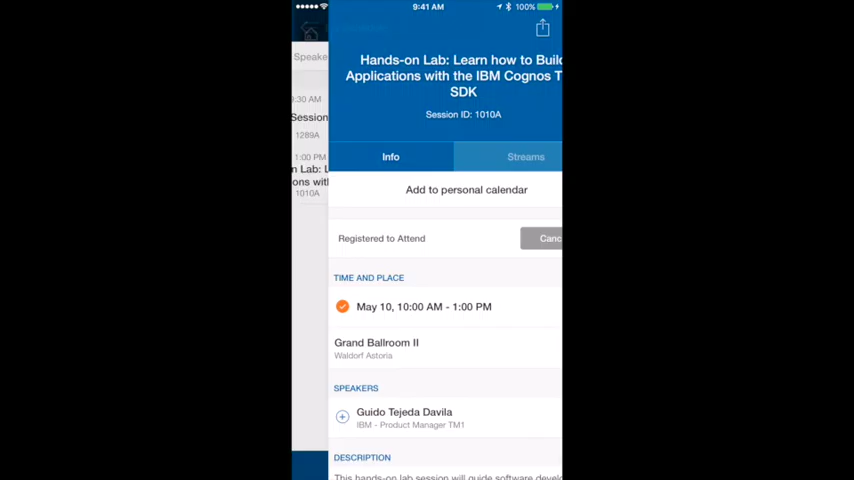 9:41 AM
100%
Hands-on Lab: Learn how to Build
Applications with the IBM Cognos T
SDK
Session ID: 1010A
Info
Streams
Add to personal calendar
Registered to Attend
Canc
TIME AND PLACE
May 10, 10:00 AM - 1:00 PM
Grand Ballroom II
Waldorf Astoria
SPEAKERS
Guido Tejeda Davila
IBM - Product Manager TM1
DESCRIPTION
This hands-on lab session will guide software develo
Speake
:30 AM
Session
1289A
1:00 PM
n Lab: L
ons with
1010A